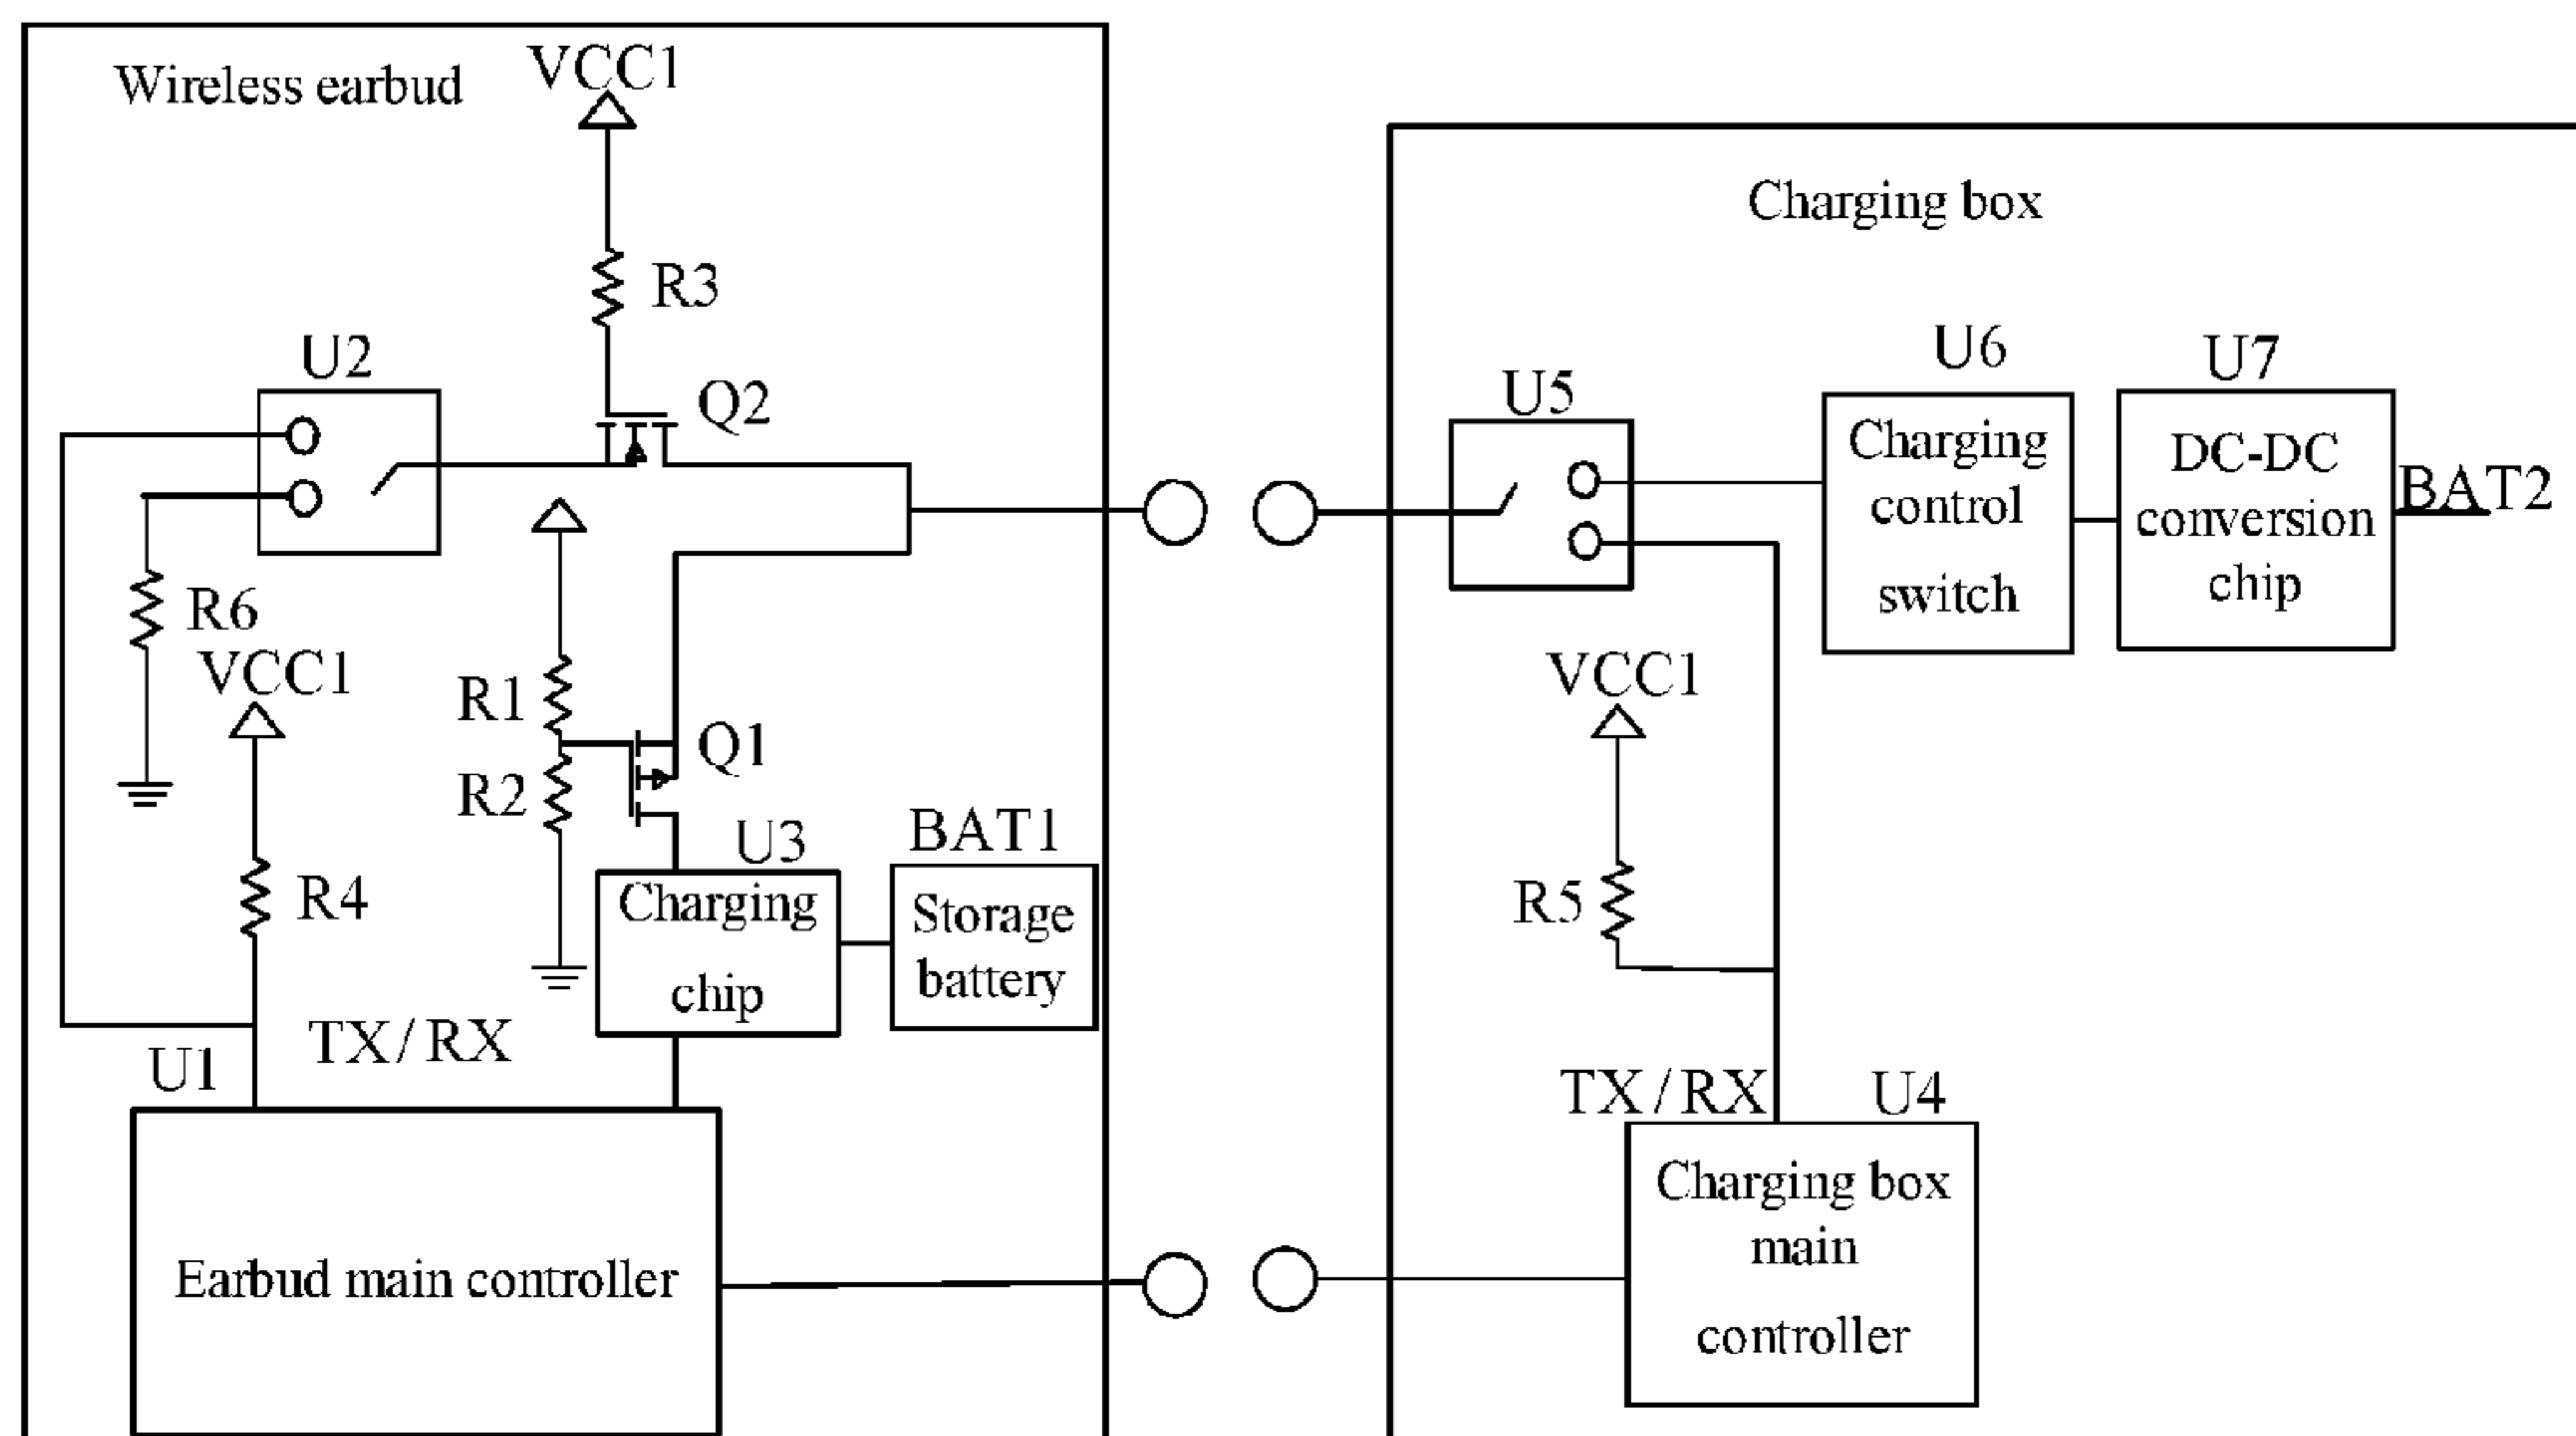 Wireless earbud
VCC1
R3
U2
Q2
R6
VCC1
R1
Q1
R2
R4
U3
Charging
chip
BAT1
Storage
battery
TX/RX
U1
Earbud main controller
Charging box
U5
U6
Charging
control
switch
U7
DC-DC
conversion
chip
BAT2
VCC1
R5
TX/RX
U4
Charging box
main
controller